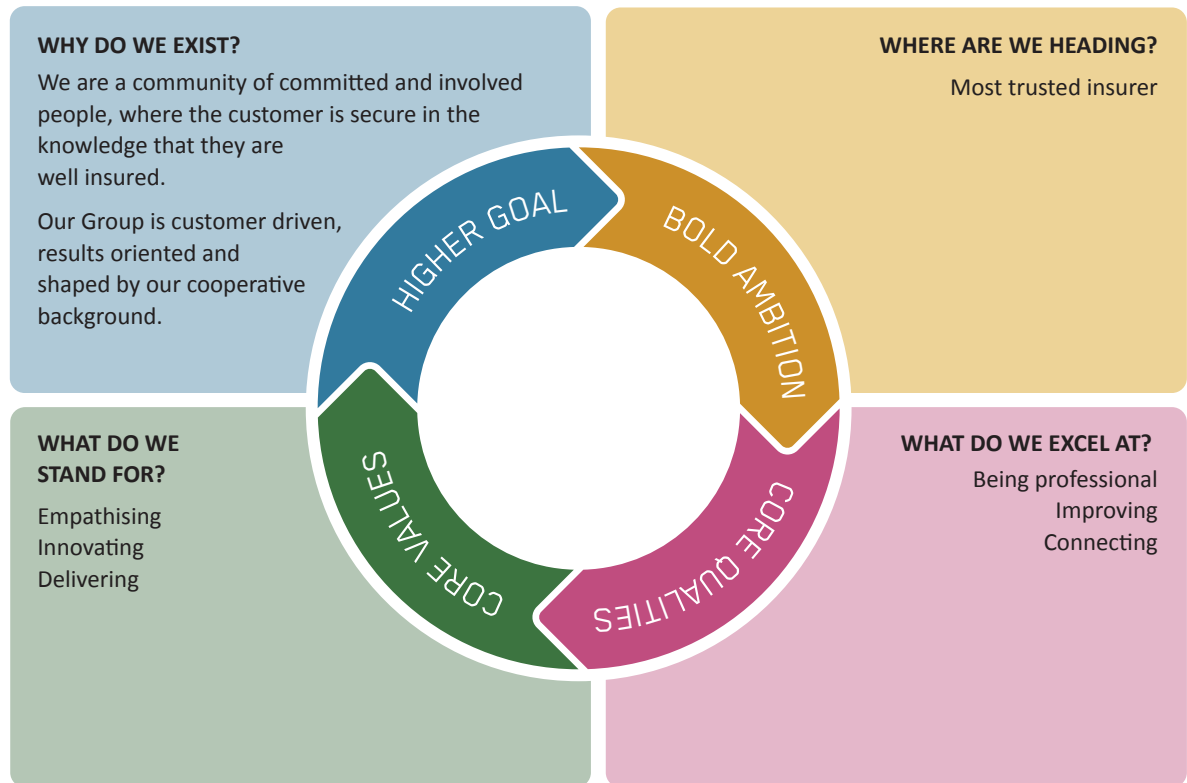 WHY DO WE EXIST?
We are a community of committed and involved
people, where the customer is secure in the
knowledge that they are
well insured.
Our Group is customer driven,
results oriented and
shaped by our cooperative
background.
WHERE ARE WE HEADING?
Most trusted insurer
HIGHER GOAL
BOLD AMBITION
CORE VALUES
CORE QUALITIES
WHAT DO WE
STAND FOR?
Empathising
Innovating
Delivering
WHAT DO WE EXCEL AT?
Being professional
Improving
Connecting